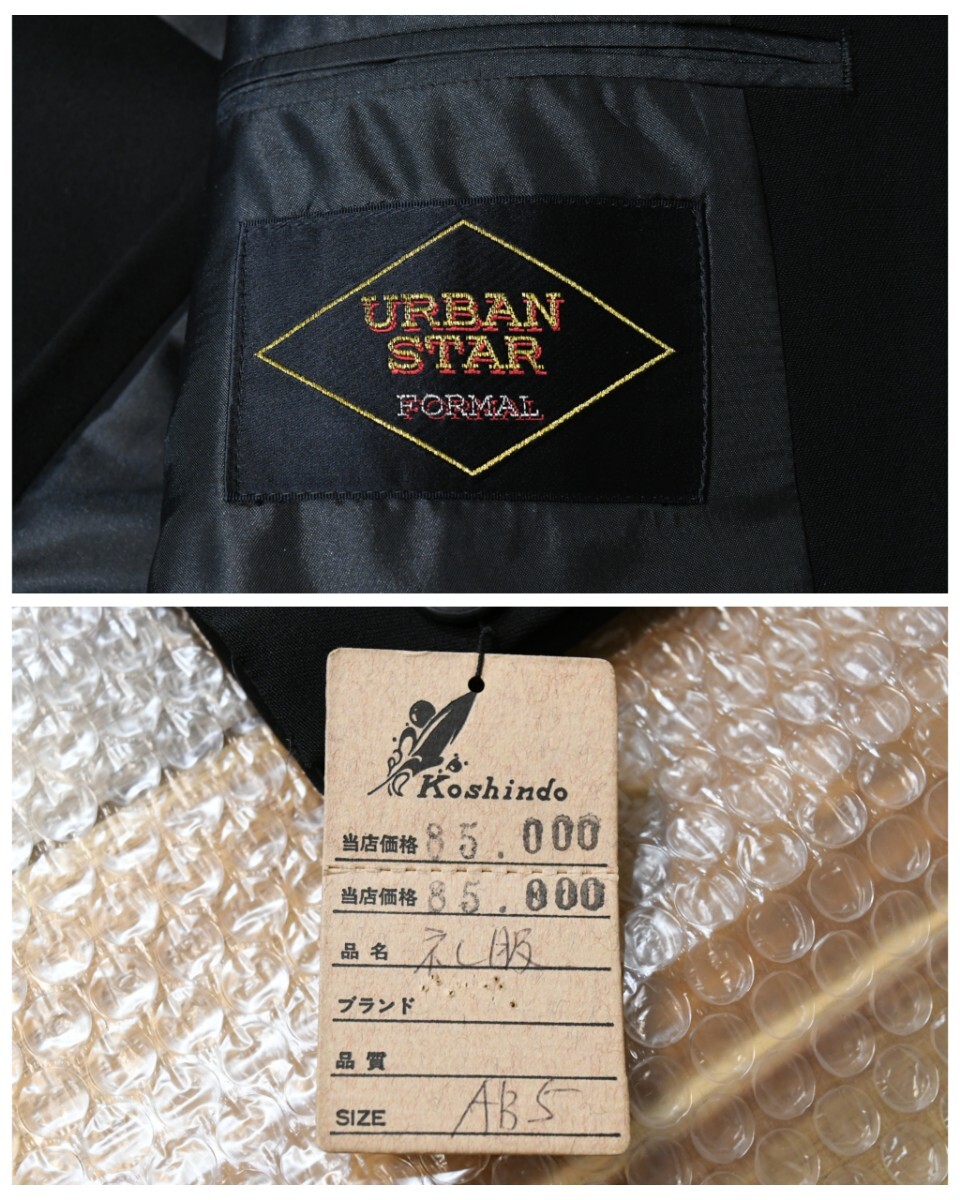 URBAN
STAR
FORMAL
Koshindo
当店価格 85.000
当店価格 85.000
品名 礼服
ブランド
品質
SIZE AB5